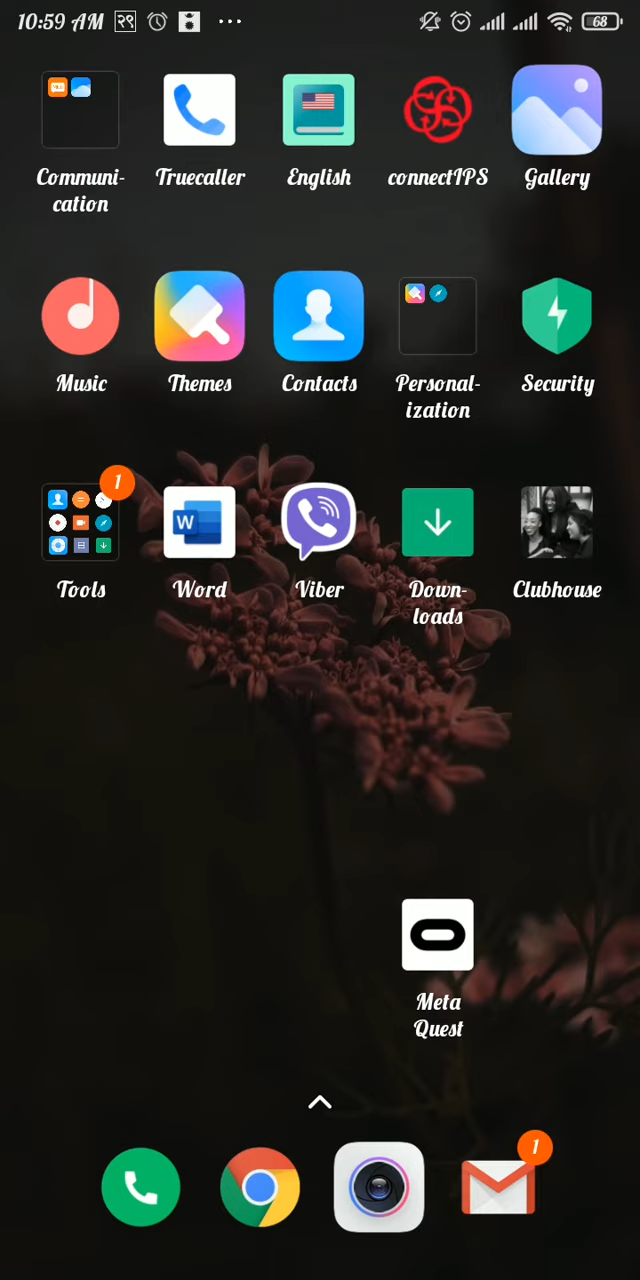 10:59 AM २९ 68
Communi-
cation
Truecaller
English
connectIPS
Gallery
Music
Themes
Contacts
Personal-
ization
Security
1
Tools
W
Word
Viber
Down-
loads
Clubhouse
Meta
Quest
1